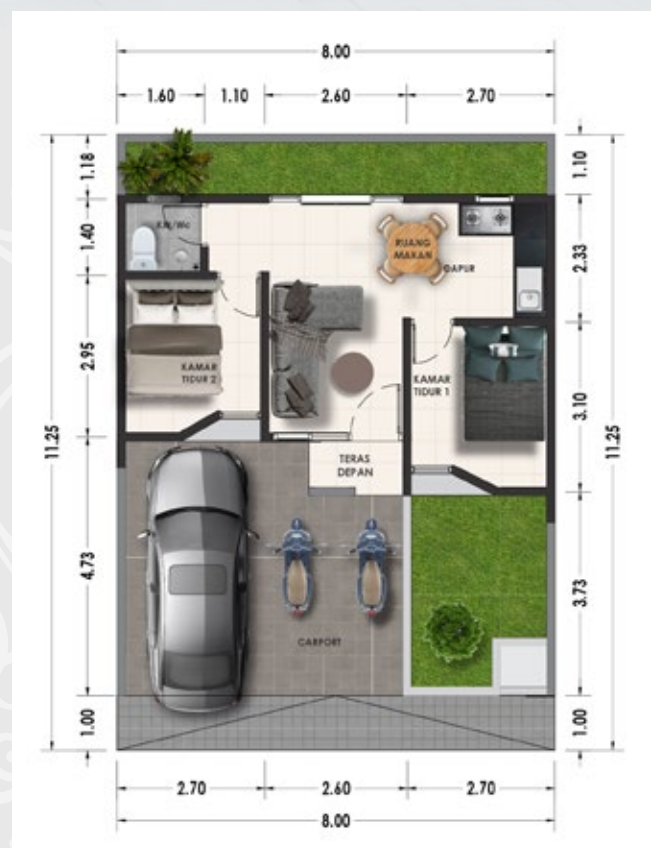 8.00
1.60
1.10
2.60
2.70
1.18
1.10
1.40
2.33
KM/Wc
RUANG
MAKAN
DAPUR
2.95
3.10
KAMAR
TIDUR 2
KAMAR
TIDUR 1
11.25
11.25
TERAS
DEPAN
4.73
3.73
CARPORT
1.00
1.00
2.70
2.60
2.70
8.00